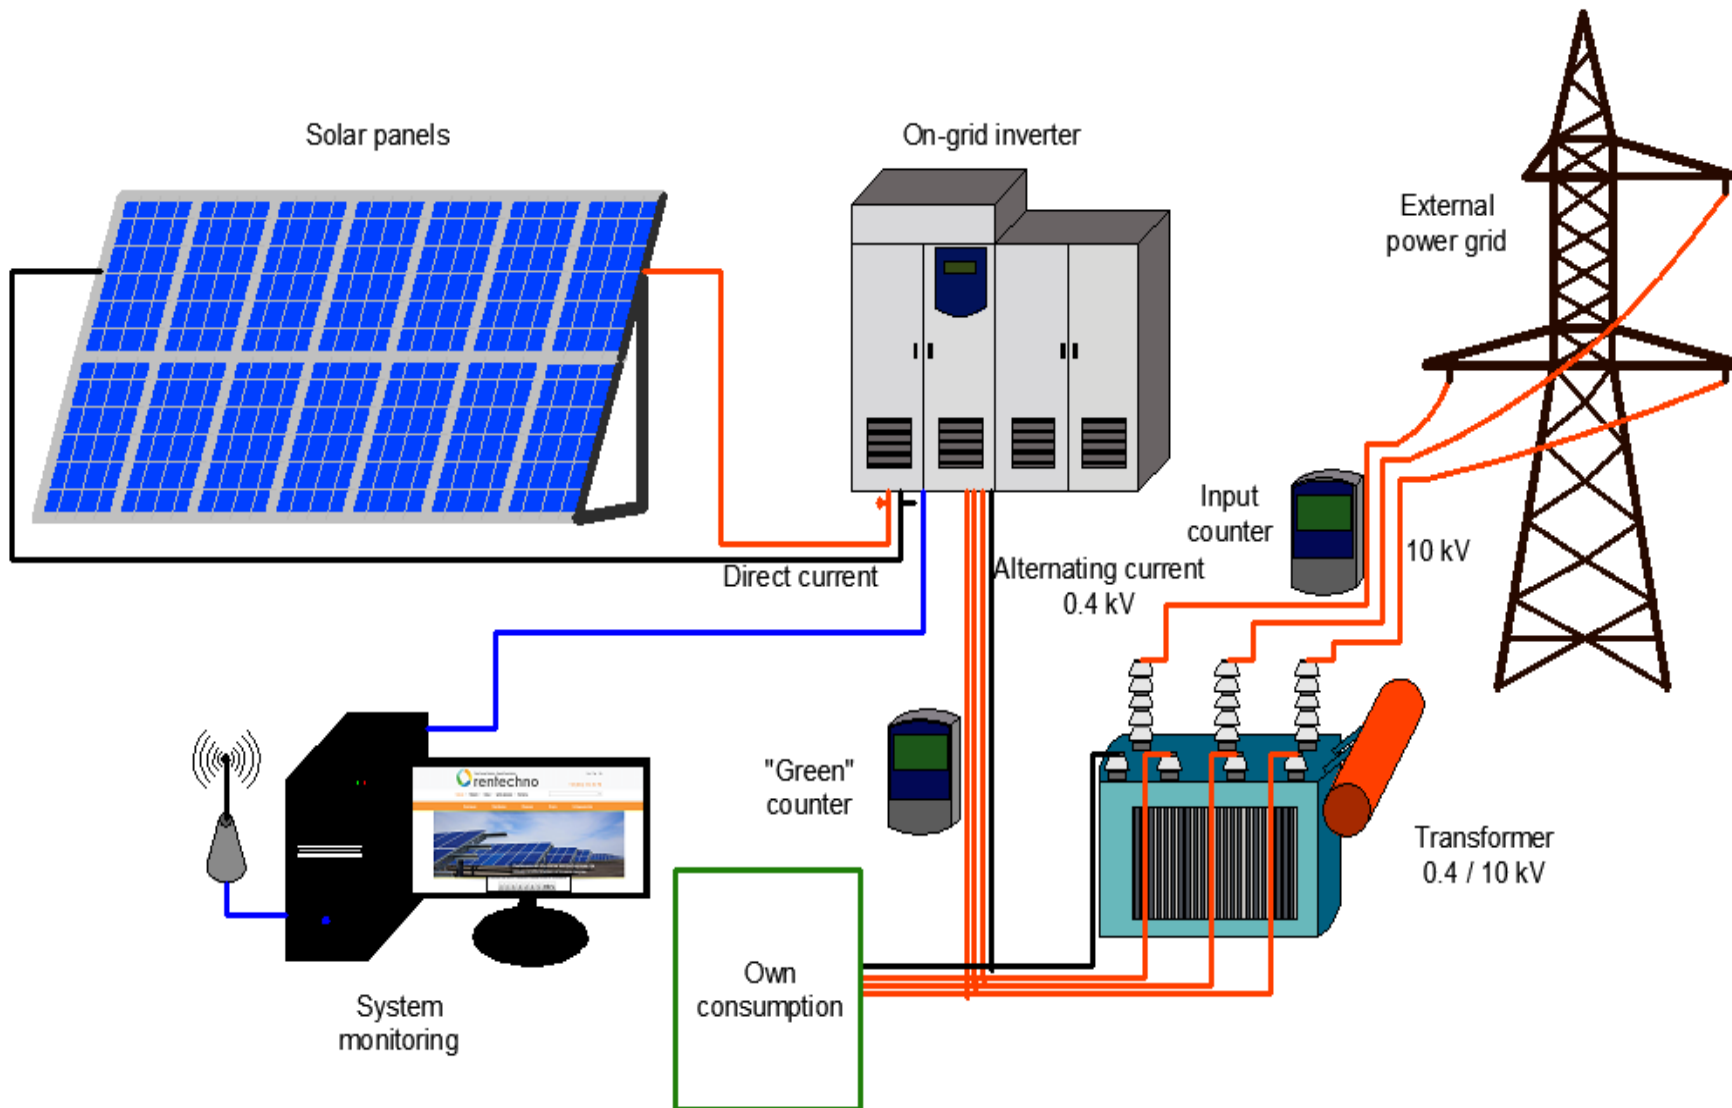 Solar panels
On-grid inverter
External
power grid
Input
counter
10 kV
Direct current
Alternating current
0.4 kV
"Green"
counter
rentechno
Transformer
0.4 / 10 kV
Own
consumption
System
monitoring